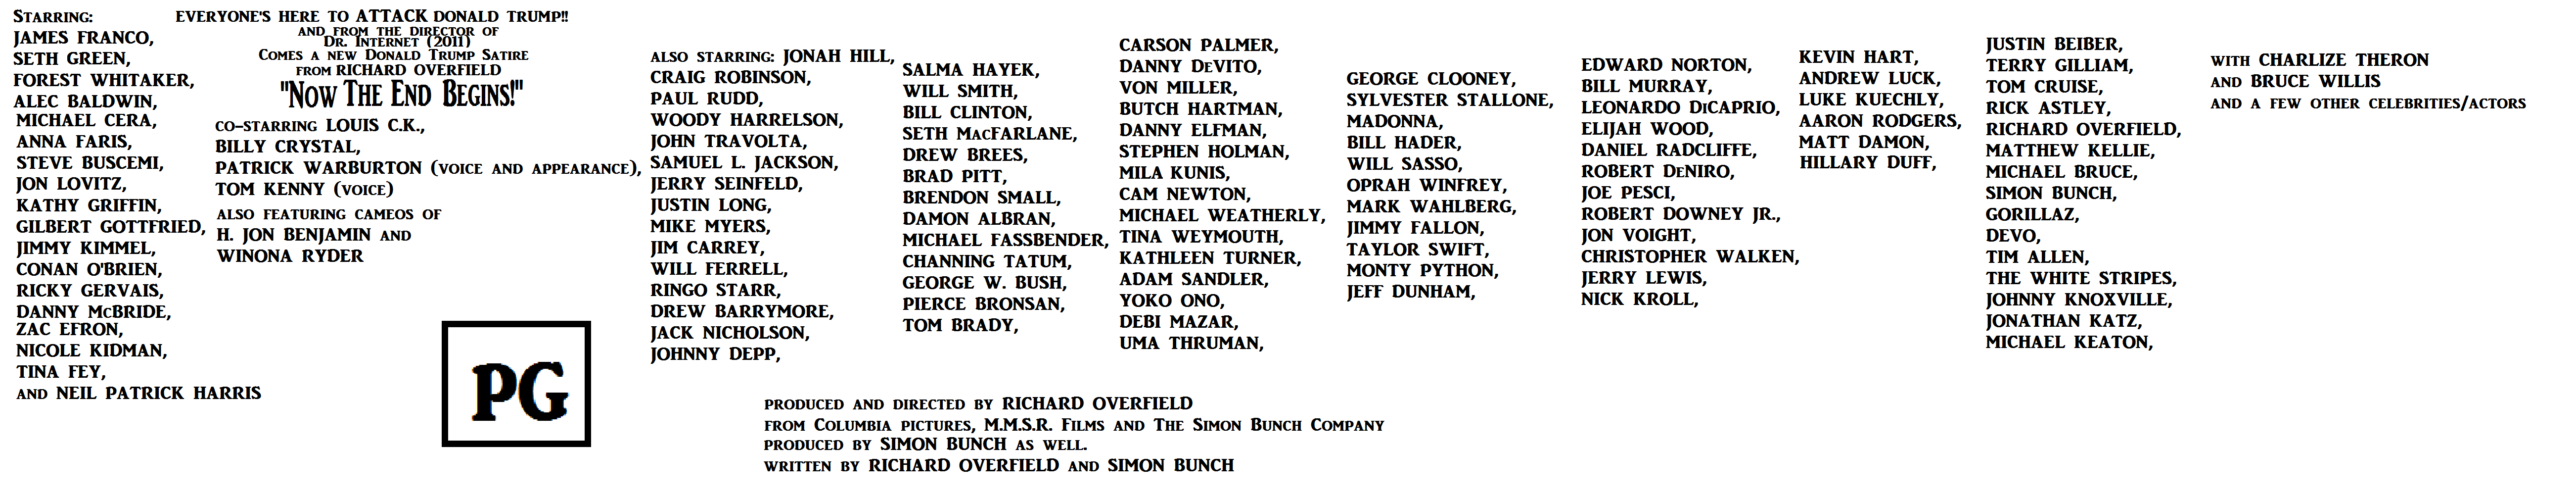 STARRING:
JAMES FRANCO,
SETH GREEN,
FOREST WHITAKER,
ALEC BALDWIN,
MICHAEL CERA,
ANNA FARIS,
STEVE BUSCEMI,
JON LOVITZ,
KATHY GRIFFIN,
GILBERT GOTTFRIED,
JIMMY KIMMEL,
CONAN O'BRIEN,
RICKY GERVAIS,
DANNY McBRIDE,
ZAC EFRON,
NICOLE KIDMAN,
TINA FEY,
AND NEIL PATRICK HARRIS
EVERYONE'S HERE TO ATTACK DONALD TRUMP!!
AND FROM THE DIRECTOR OF
DR. INTERNET (2011)
COMES A NEW DONALD TRUMP SATIRE
FROM RICHARD OVERFIELD
"NOW THE END BEGINS!"
CO-STARRING LOUIS C.K.,
BILLY CRYSTAL,
PATRICK WARBURTON (VOICE AND APPEARANCE),
TOM KENNY (VOICE)
ALSO FEATURING CAMEOS OF
H. JON BENJAMIN AND
WINONA RYDER
PG
ALSO STARRING: JONAH HILL,
CRAIG ROBINSON,
PAUL RUDD,
WOODY HARRELSON,
JOHN TRAVOLTA,
SAMUEL L. JACKSON,
JERRY SEINFELD,
JUSTIN LONG,
MIKE MYERS,
JIM CARREY,
WILL FERRELL,
RINGO STARR,
DREW BARRYMORE,
JACK NICHOLSON,
JOHNNY DEPP,
SALMA HAYEK,
WILL SMITH,
BILL CLINTON,
SETH MacFARLANE,
DREW BREES,
BRAD PITT,
BRENDON SMALL,
DAMON ALBRAN,
MICHAEL FASSBENDER,
CHANNING TATUM,
GEORGE W. BUSH,
PIERCE BRONSAN,
TOM BRADY,
CARSON PALMER,
DANNY DeVITO,
VON MILLER,
BUTCH HARTMAN,
DANNY ELFMAN,
STEPHEN HOLMAN,
MILA KUNIS,
CAM NEWTON,
MICHAEL WEATHERLY,
TINA WEYMOUTH,
KATHLEEN TURNER,
ADAM SANDLER,
YOKO ONO,
DEBI MAZAR,
UMA THRUMAN,
GEORGE CLOONEY,
SYLVESTER STALLONE,
MADONNA,
BILL HADER,
WILL SASSO,
OPRAH WINFREY,
MARK WAHLBERG,
JIMMY FALLON,
TAYLOR SWIFT,
MONTY PYTHON,
JEFF DUNHAM,
EDWARD NORTON,
BILL MURRAY,
LEONARDO DiCAPRIO,
ELIJAH WOOD,
DANIEL RADCLIFFE,
ROBERT DeNIRO,
JOE PESCI,
ROBERT DOWNEY JR.,
JON VOIGHT,
CHRISTOPHER WALKEN,
JERRY LEWIS,
NICK KROLL,
KEVIN HART,
ANDREW LUCK,
LUKE KUECHLY,
AARON RODGERS,
MATT DAMON,
HILLARY DUFF,
JUSTIN BEIBER,
TERRY GILLIAM,
TOM CRUISE,
RICK ASTLEY,
RICHARD OVERFIELD,
MATTHEW KELLIE,
MICHAEL BRUCE,
SIMON BUNCH,
GORILLAZ,
DEVO,
TIM ALLEN,
THE WHITE STRIPES,
JOHNNY KNOXVILLE,
JONATHAN KATZ,
MICHAEL KEATON,
WITH CHARLIZE THERON
AND BRUCE WILLIS
AND A FEW OTHER CELEBRITIES/ACTORS
PRODUCED AND DIRECTED BY RICHARD OVERFIELD
FROM COLUMBIA PICTURES, M.M.S.R. FILMS AND THE SIMON BUNCH COMPANY
PRODUCED BY SIMON BUNCH AS WELL.
WRITTEN BY RICHARD OVERFIELD AND SIMON BUNCH